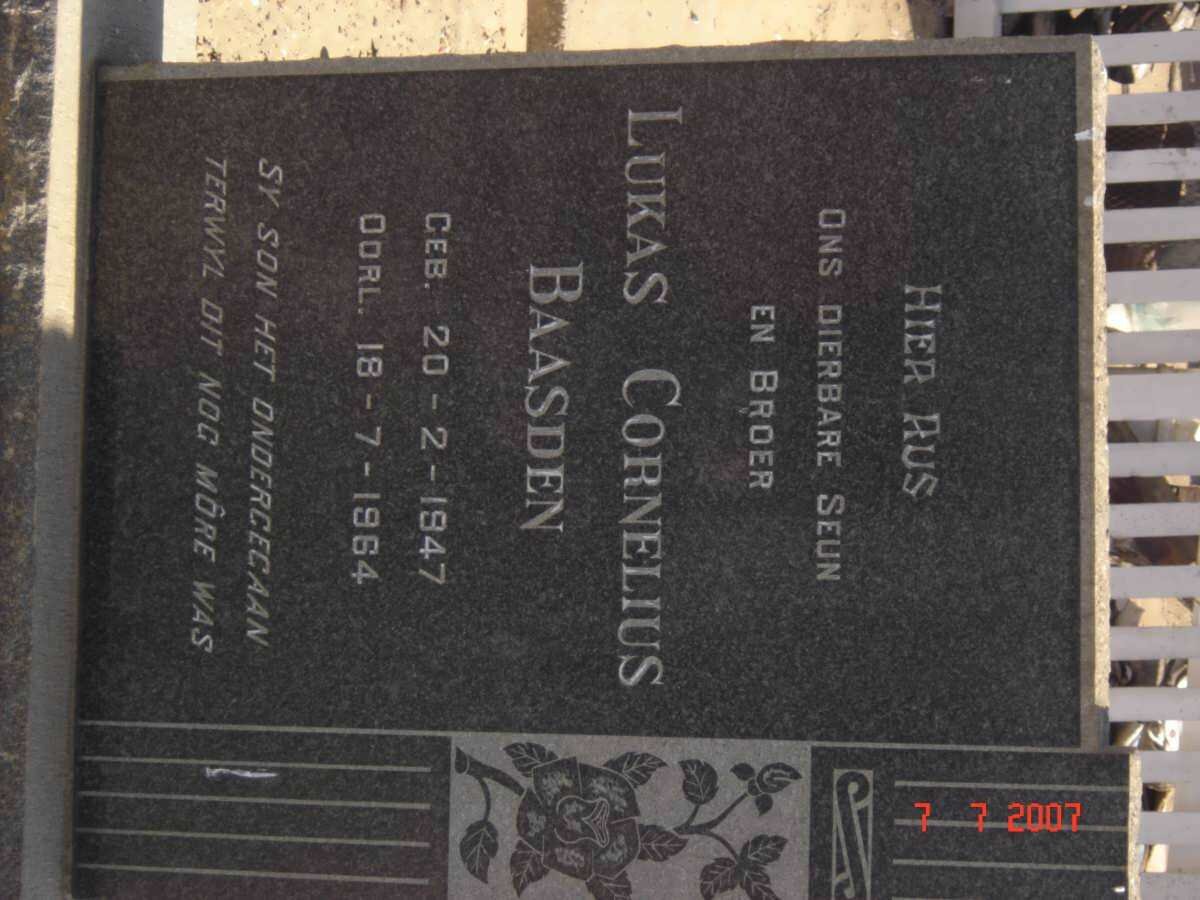 HIER RUS
ONS DIERBARE SEUN
EN BROER
LUKAS CORNELIUS
BAASDEN
GEB. 20-2-1947
OORL. 18-7-1964
SY SON HET ONDERGEGAAN
TERWYL DIT NOG MÔRE WAS
7 7 2007